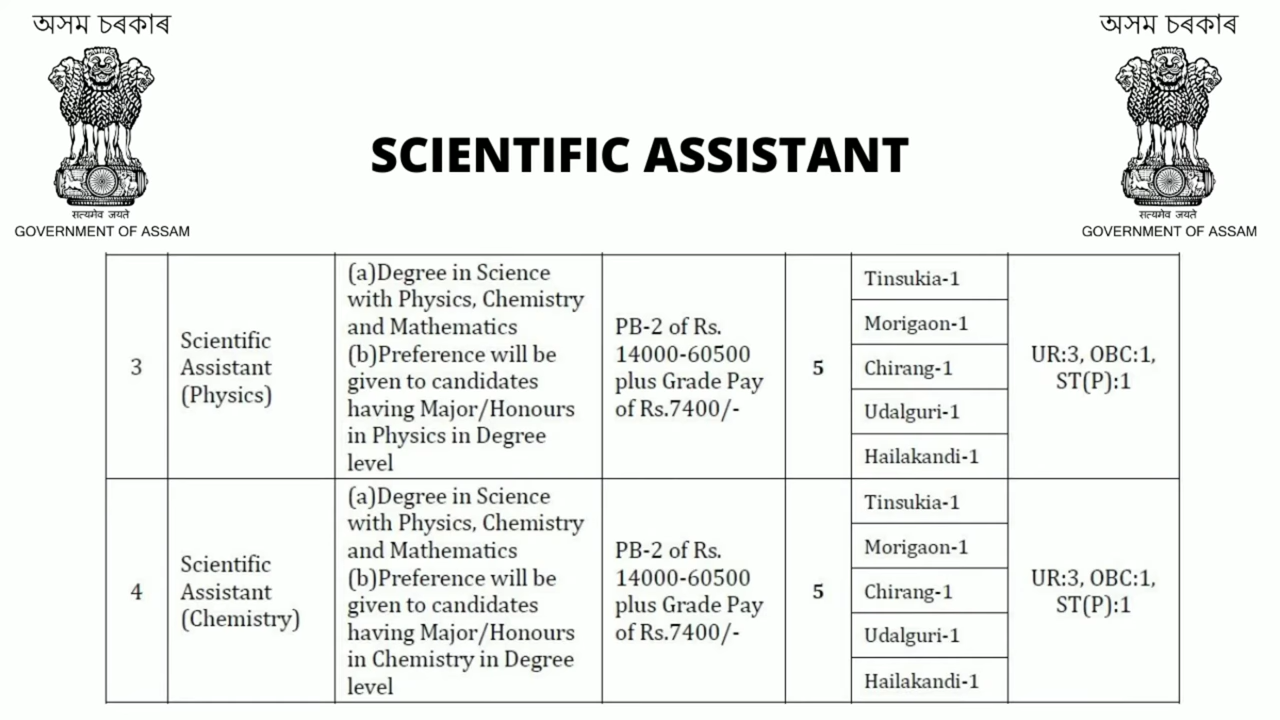 অসম চৰকাৰ
सत्यमेव जयते
GOVERNMENT OF ASSAM
অসম চৰকাৰ
सत्यमेव जयते
GOVERNMENT OF ASSAM
SCIENTIFIC ASSISTANT
3
Scientific
Assistant
(Physics)
(a)Degree in Science
with Physics, Chemistry
and Mathematics
(b)Preference will be
given to candidates
having Major/Honours
in Physics in Degree
level
PB-2 of Rs.
14000-60500
plus Grade Pay
of Rs.7400/-
5
Tinsukia-1
Morigaon-1
Chirang-1
Udalguri-1
Hailakandi-1
UR:3, OBC:1,
ST(P):1
4
Scientific
Assistant
(Chemistry)
(a)Degree in Science
with Physics, Chemistry
and Mathematics
(b)Preference will be
given to candidates
having Major/Honours
in Chemistry in Degree
level
PB-2 of Rs.
14000-60500
plus Grade Pay
of Rs.7400/-
5
Tinsukia-1
Morigaon-1
Chirang-1
Udalguri-1
Hailakandi-1
UR:3, OBC:1,
ST(P):1